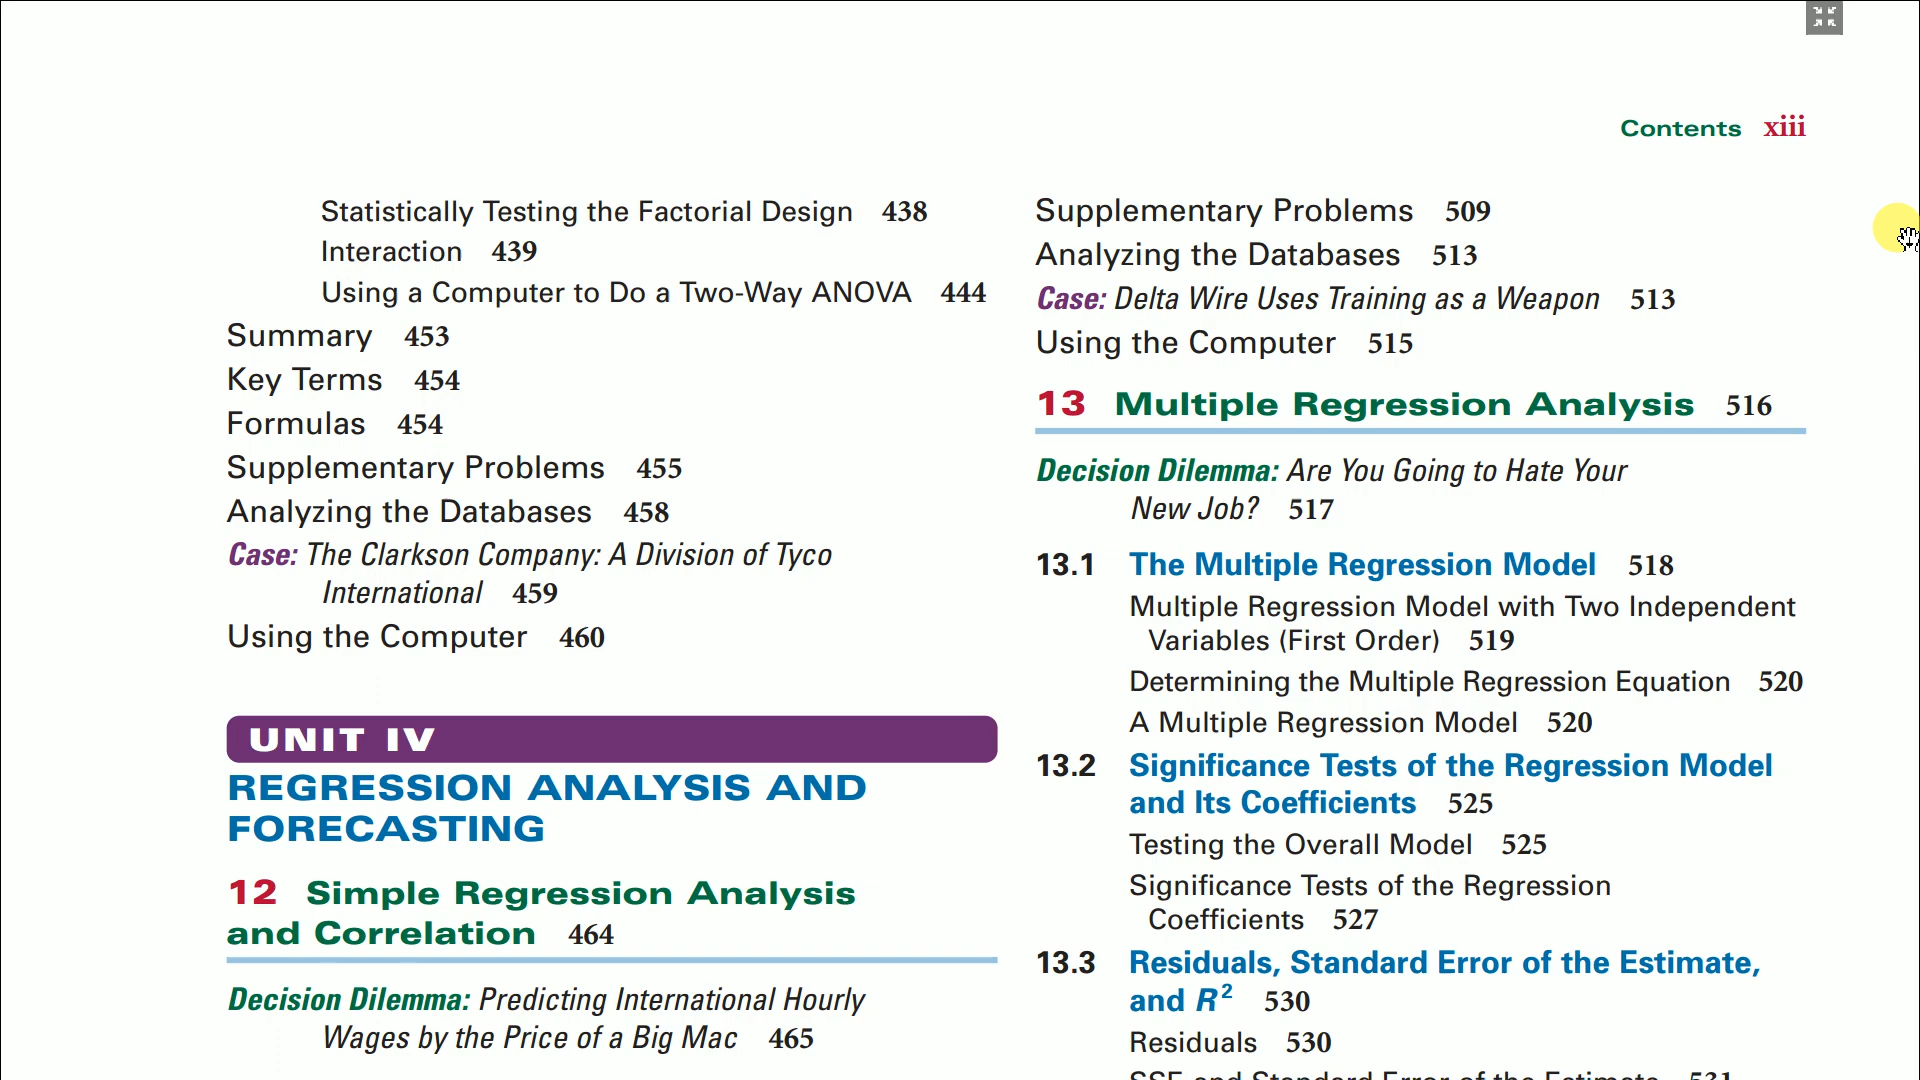 Contents xiii
Statistically Testing the Factorial Design 438
Interaction 439
Using a Computer to Do a Two-Way ANOVA 444
Summary 453
Key Terms 454
Formulas 454
Supplementary Problems 455
Analyzing the Databases 458
Case: The Clarkson Company: A Division of Tyco
International 459
Using the Computer 460
UNIT IV
REGRESSION ANALYSIS AND
FORECASTING
12 Simple Regression Analysis
and Correlation 464
Decision Dilemma: Predicting International Hourly
Wages by the Price of a Big Mac 465
Supplementary Problems 509
Analyzing the Databases 513
Case: Delta Wire Uses Training as a Weapon 513
Using the Computer 515
13 Multiple Regression Analysis 516
Decision Dilemma: Are You Going to Hate Your
New Job? 517
13.1 The Multiple Regression Model 518
Multiple Regression Model with Two Independent
Variables (First Order) 519
Determining the Multiple Regression Equation 520
A Multiple Regression Model 520
13.2 Significance Tests of the Regression Model
and Its Coefficients 525
Testing the Overall Model 525
Significance Tests of the Regression
Coefficients 527
13.3 Residuals, Standard Error of the Estimate,
and R² 530
Residuals 530
SSE and Standard Error of the Estimate 531